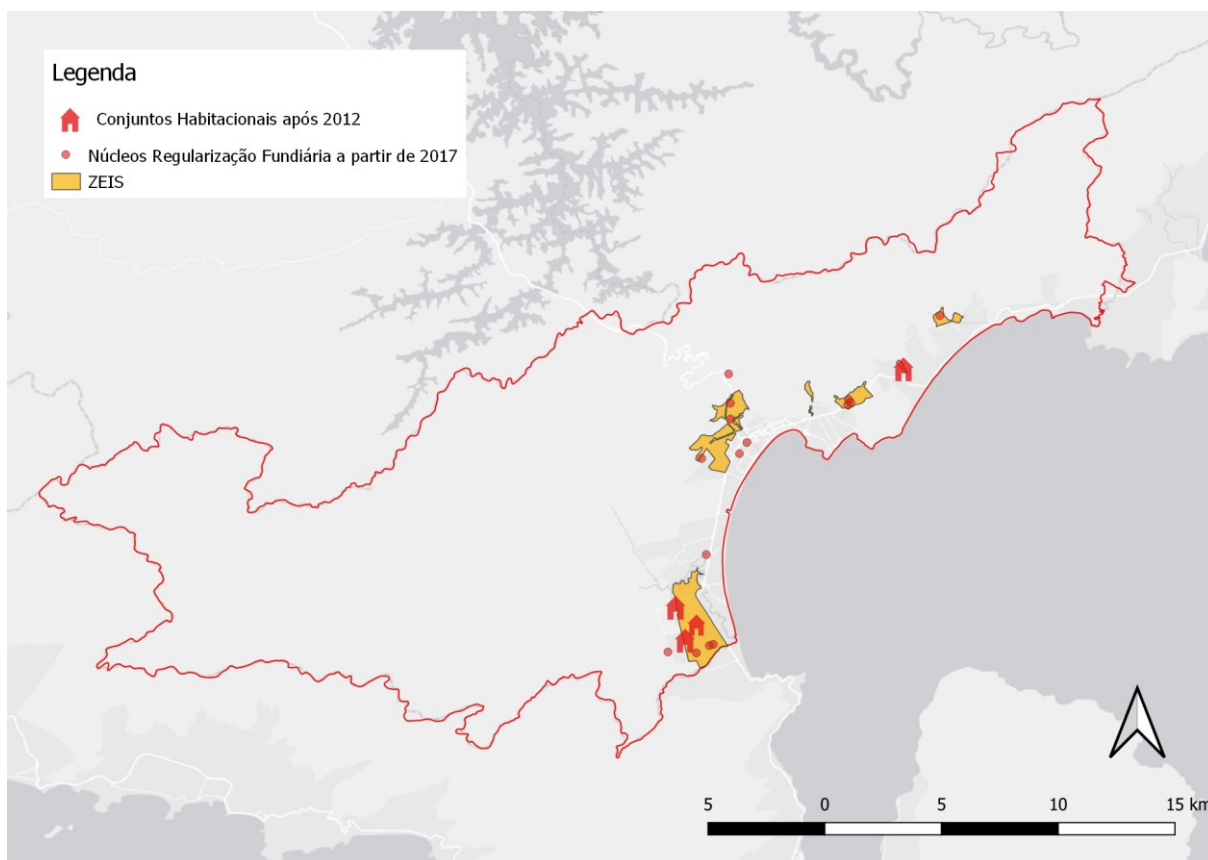 Legenda
Conjuntos Habitacionais após 2012
Núcleos Regularização Fundiária a partir de 2017
ZEIS
5 0 5 10 15 km